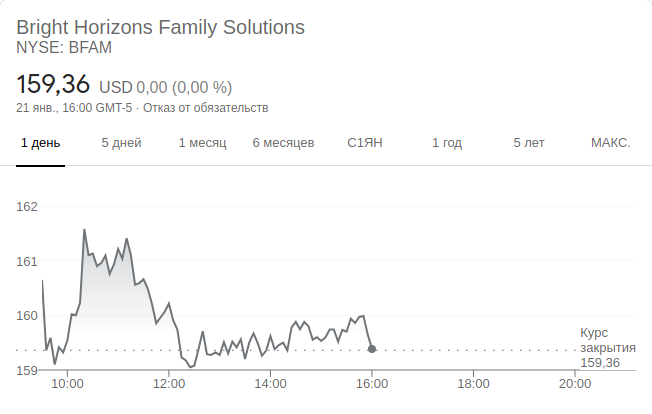 Bright Horizons Family Solutions
NYSE: BFAM
159,36 USD 0,00 (0,00 %)
21 янв., 16:00 GMT-5 · Отказ от обязательств
1 день 5 дней 1 месяц 6 месяцев С1ЯН 1 год 5 лет МАКС.
162
161
160
159
Курс
закрытия
159,36
10:00 12:00 14:00 16:00 18:00 20:00